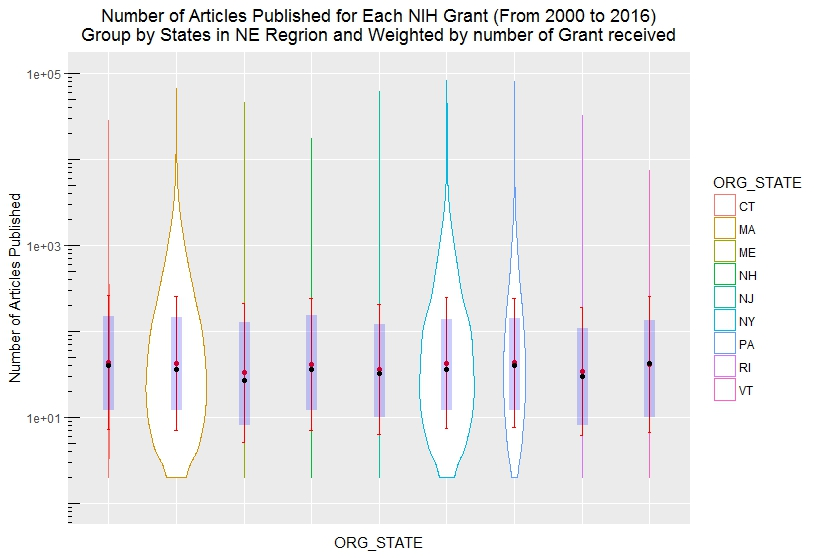 Number of Articles Published for Each NIH Grant (From 2000 to 2016)
Group by States in NE Regrion and Weighted by number of Grant received
Nurmber of Articles Published
1e+05
1e+03
1e+01
ORG_STATE
ORG_STATE
CT
MA
ME
NH
NJ
NY
PA
RI
VT